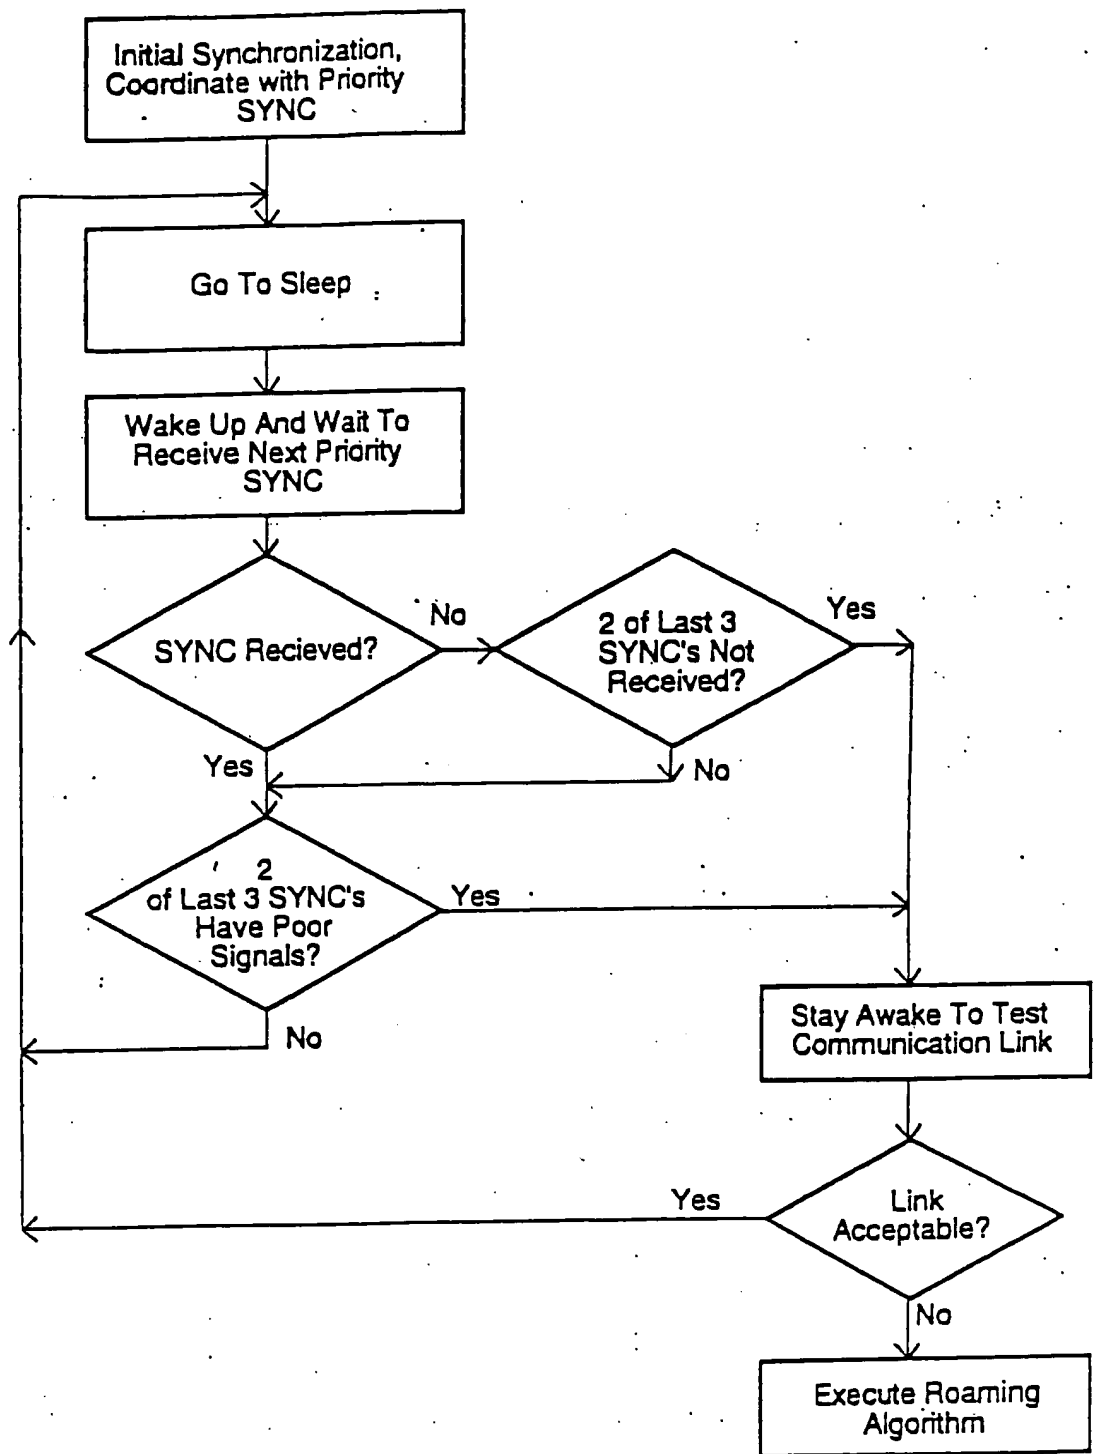 Initial Synchronization,
Coordinate with Priority
SYNC
Go To Sleep
Wake Up And Wait To
Receive Next Priority
SYNC
SYNC Recieved?
No
2 of Last 3
SYNC's Not
Received?
Yes
Yes
No
2
of Last 3 SYNC's
Have Poor
Signals?
Yes
No
Stay Awake To Test
Communication Link
Link
Acceptable?
Yes
No
Execute Roaming
Algorithm